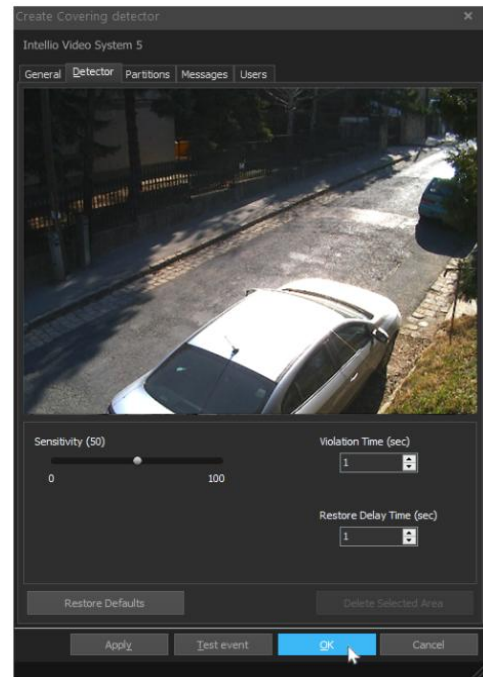 Create Covering detector
Intellio Video System 5
General Detector Partitions Messages Users
Sensitivity (50)
0 100
Violation Time (sec)
1
Restore Delay Time (sec)
1
Restore Defaults Delete Selected Area
Apply Test event OK Cancel